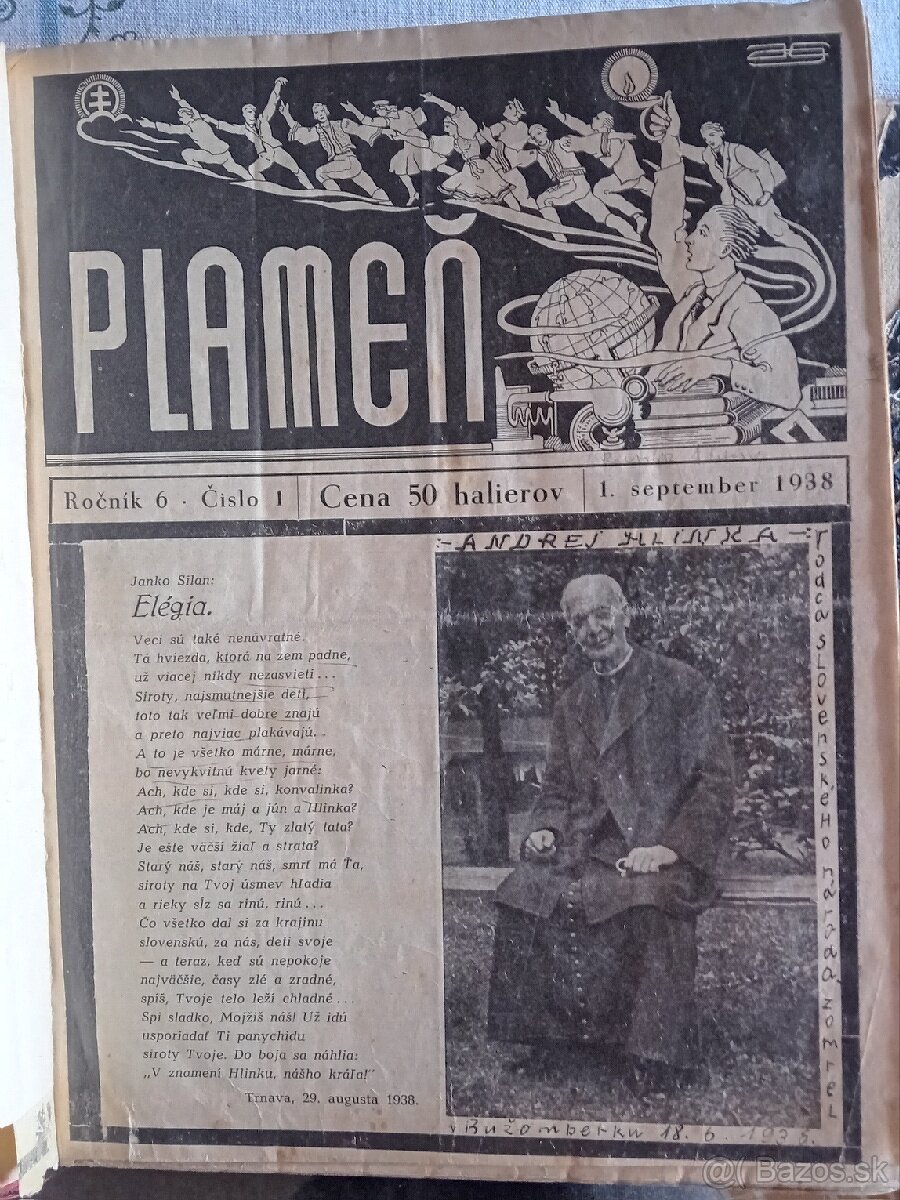 PLAMEŇ
Ročník 6 · Číslo 1
Cena 50 halierov
1. september 1938
Janko Silan:
Elégia.
Veci sú také nenávratné.
Tá hviezda, ktorá na zem padne,
už viacej nikdy nezasvieti...
Siroty, najsmutnejšie deti,
toto tak veľmi dobre znajú
a preto najviac plakávajú...
A to je všetko márne, márne,
bo nevykvitnú kvety jarné:
Ach, kde si, kde si, konvalinka?
Ach, kde je máj a jún a Hlinka?
Ach, kde si, kde, Ty zlatý tata?
Je ešte väčší žiaľ a strata?
Starý náš, starý náš, smrť má Ťa,
siroty na Tvoj úsmev hľadia
a rieky sĺz sa rinú, rinú...
Čo všetko dal si za krajinu
slovenskú, za nás, deti svoje
— a teraz, keď sú nepokoje
najväčšie, časy zlé a zradné,
spíš, Tvoje telo leží chladné...
Spi sladko, Mojžiš náš! Už idú
usporiadať Ti panychidu
siroty Tvoje. Do boja sa náhlia:
„V znamení Hlinku, nášho kráľa!"
Trnava, 29. augusta 1938.
ANDREJ HLINKA
Vodca slovenského národa zomrel
v Ružomberku
@ Bazos.sk